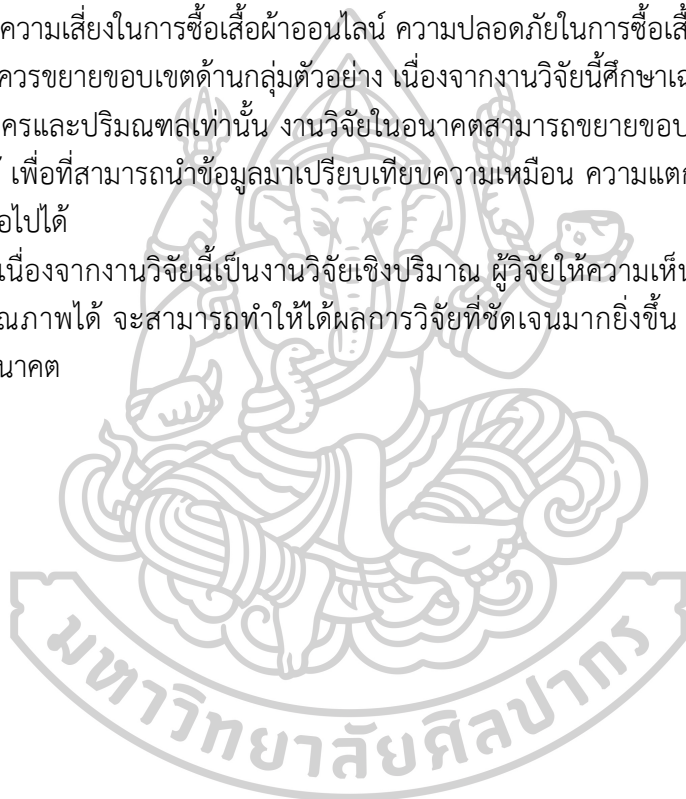 ความเสี่ยงในการซื้อเสื้อผ้าออนไลน์ ความปลอดภัยในการซื้อเสื้
ควรขยายขอบเขตด้านกลุ่มตัวอย่าง เนื่องจากงานวิจัยนี้ศึกษาเฉ
ครและปริมณฑลเท่านั้น งานวิจัยในอนาคตสามารถขยายขอบ
เพื่อที่สามารถนำข้อมูลมาเปรียบเทียบความเหมือน ความแตก
อไปได้
เนื่องจากงานวิจัยนี้เป็นงานวิจัยเชิงปริมาณ ผู้วิจัยให้ความเห็น
ณภาพได้ จะสามารถทำให้ได้ผลการวิจัยที่ชัดเจนมากยิ่งขึ้น
นาคต
มหาวิทยาลัยศิลปากร